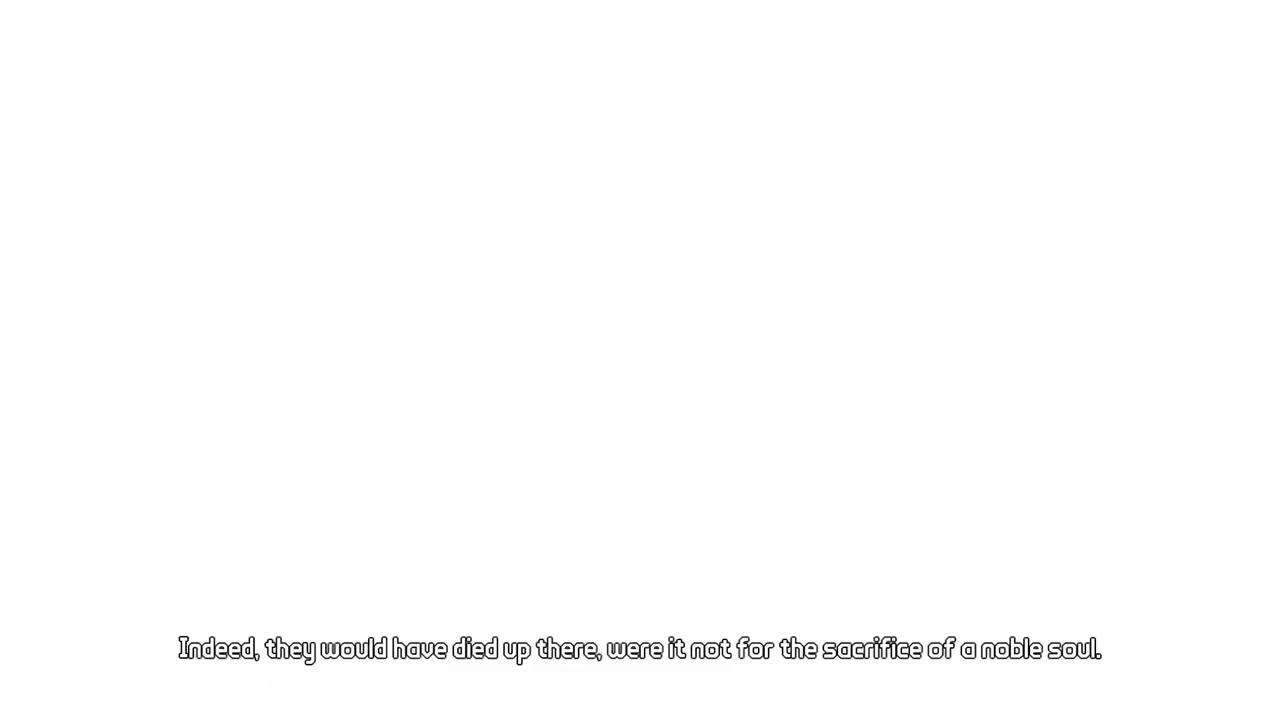 Indeed, they would have died up there, were it not for the sacrifice of a noble soul.